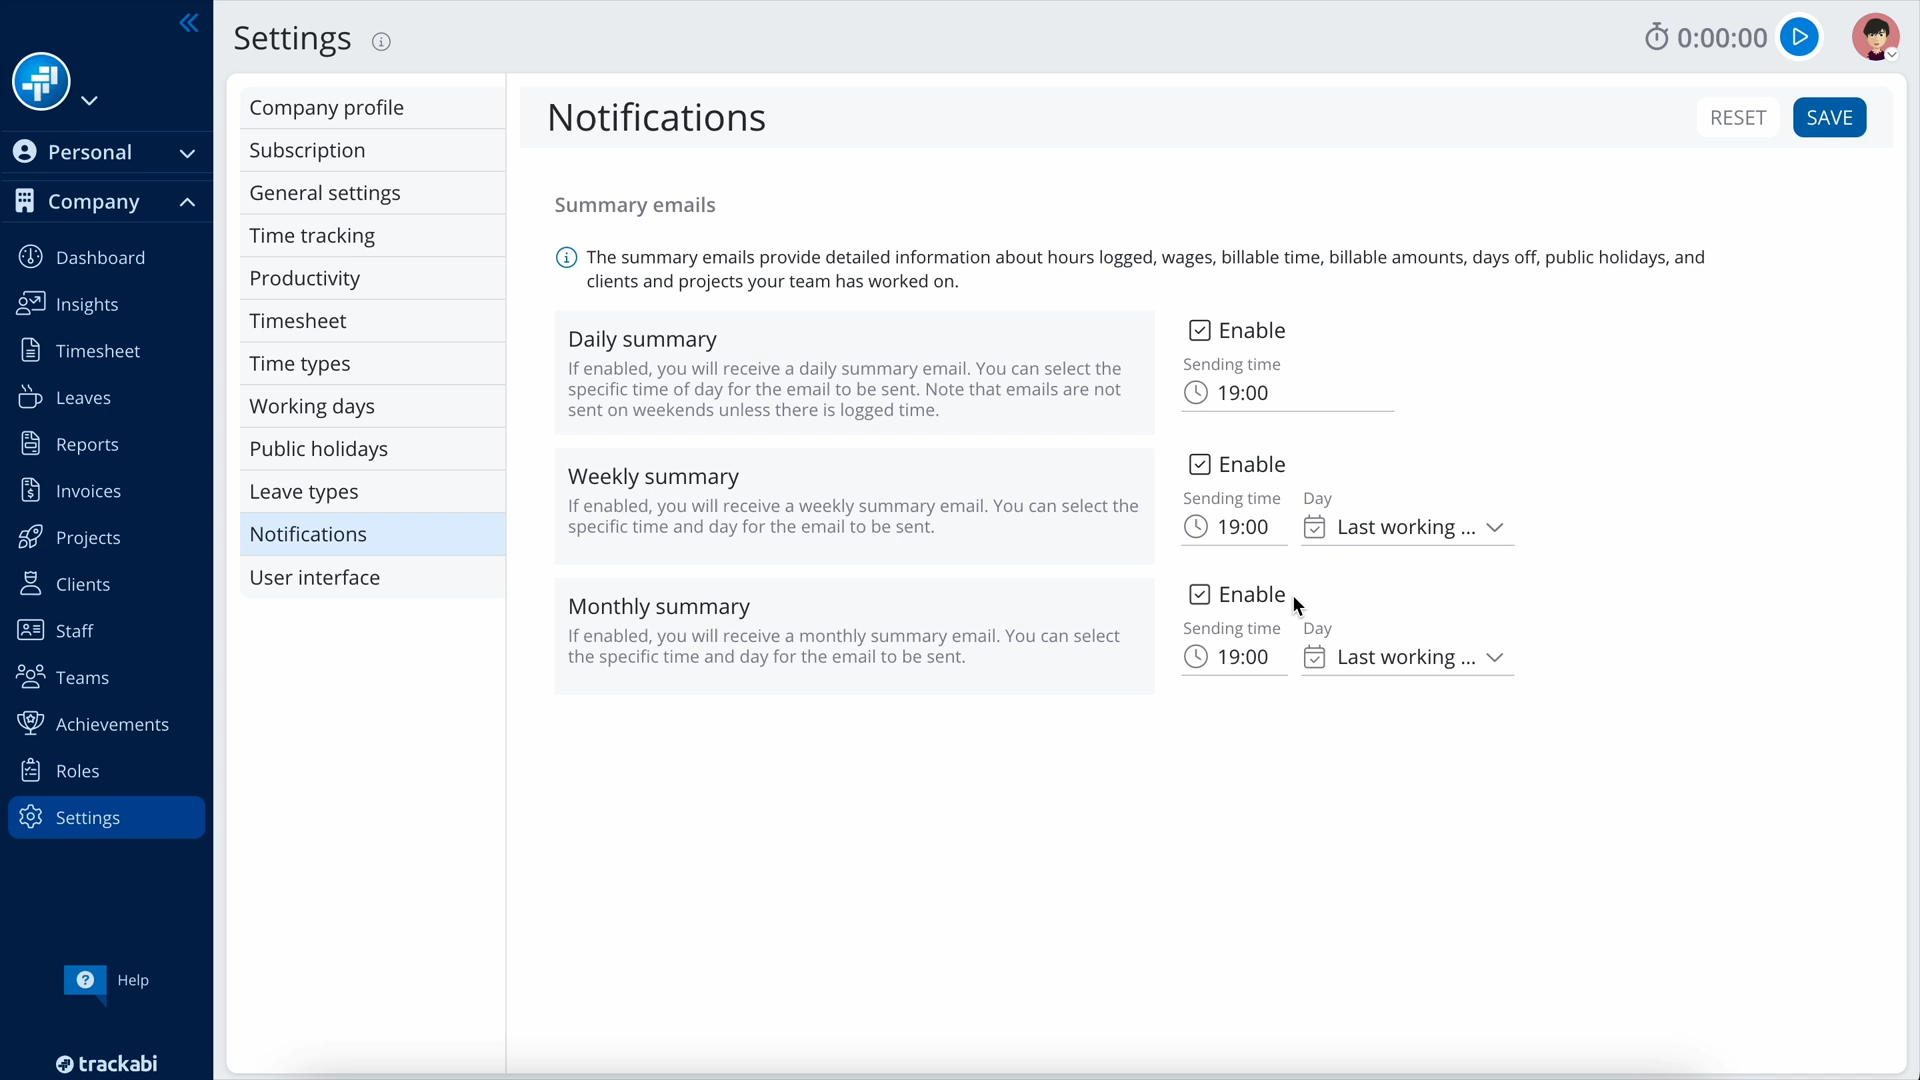 Settings
0:00:00
Personal
Company
Dashboard
Insights
Timesheet
Leaves
Reports
Invoices
Projects
Clients
Staff
Teams
Achievements
Roles
Settings
Help
trackabi
Company profile
Subscription
General settings
Time tracking
Productivity
Timesheet
Time types
Working days
Public holidays
Leave types
Notifications
User interface
Notifications
RESET
SAVE
Summary emails
The summary emails provide detailed information about hours logged, wages, billable time, billable amounts, days off, public holidays, and
clients and projects your team has worked on.
Daily summary
If enabled, you will receive a daily summary email. You can select the
specific time of day for the email to be sent. Note that emails are not
sent on weekends unless there is logged time.
Enable
Sending time
19:00
Weekly summary
If enabled, you will receive a weekly summary email. You can select the
specific time and day for the email to be sent.
Enable
Sending time Day
19:00 Last working ...
Monthly summary
If enabled, you will receive a monthly summary email. You can select
the specific time and day for the email to be sent.
Enable
Sending time Day
19:00 Last working ...